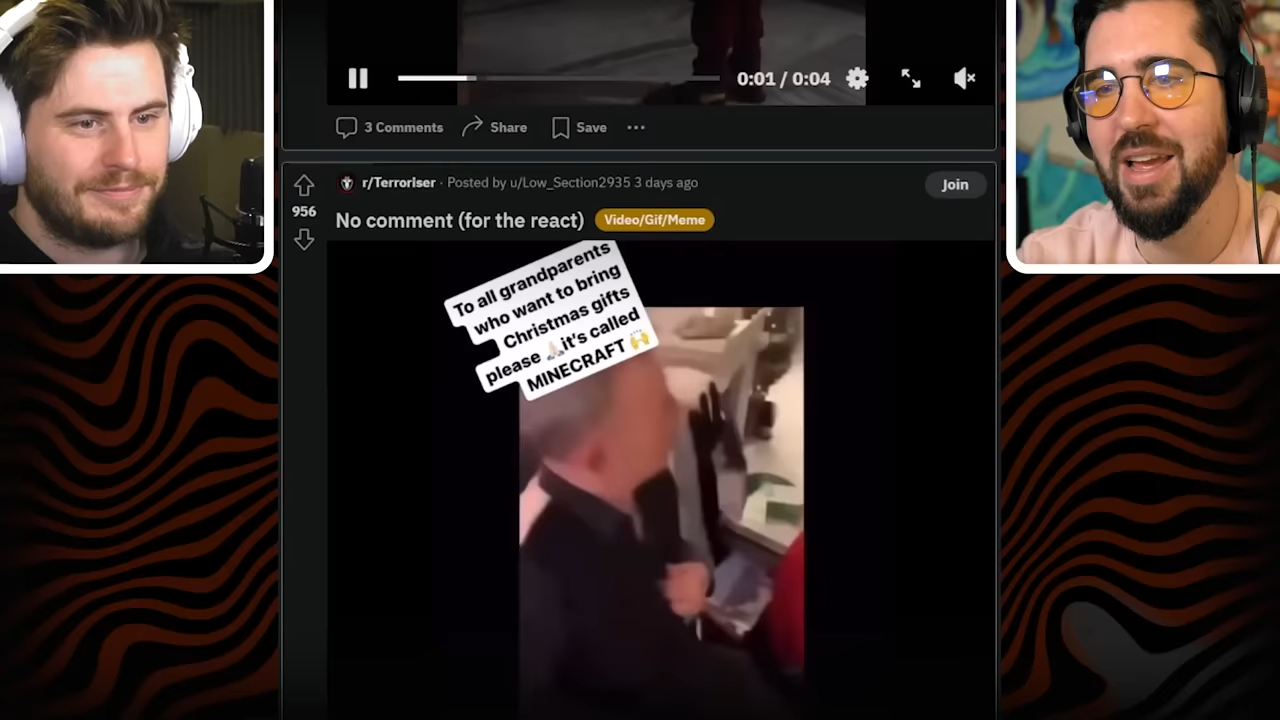 0:01 / 0:04
3 Comments Share Save
r/Terroriser · Posted by u/Low_Section2935 3 days ago
Join
956
No comment (for the react) Video/Gif/Meme
To all grandparents
who want to bring
Christmas gifts
please 🙏🏻it's called
MINECRAFT 🙌